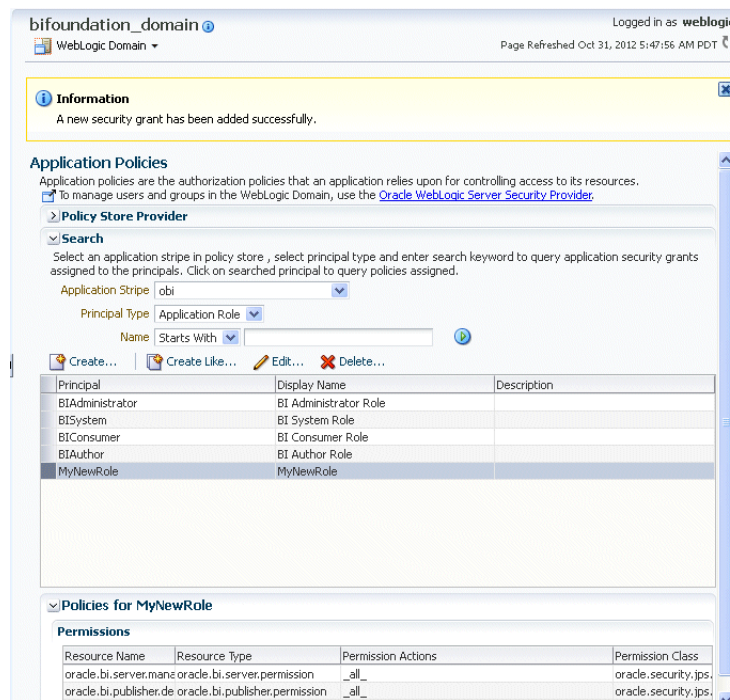 bifoundation_domain
Logged in as weblogic
WebLogic Domain
Page Refreshed Oct 31, 2012 5:47:56 AM PDT
Information
A new security grant has been added successfully.
Application Policies
Application policies are the authorization policies that an application relies upon for controlling access to its resources.
To manage users and groups in the WebLogic Domain, use the Oracle WebLogic Server Security Provider.
Policy Store Provider
Search
Select an application stripe in policy store , select principal type and enter search keyword to query application security grants
assigned to the principals. Click on searched principal to query policies assigned.
Application Stripe obi
Principal Type Application Role
Name Starts With
Create... Create Like... Edit... Delete...
Principal Display Name Description
BIAdministrator BI Administrator Role
BISystem BI System Role
BIConsumer BI Consumer Role
BIAuthor BI Author Role
MyNewRole MyNewRole
Policies for MyNewRole
Permissions
Resource Name Resource Type Permission Actions Permission Class
oracle.bi.server.mana oracle.bi.server.permission _all_ oracle.security.jps.
oracle.bi.publisher.de oracle.bi.publisher.permission _all_ oracle.security.jps.